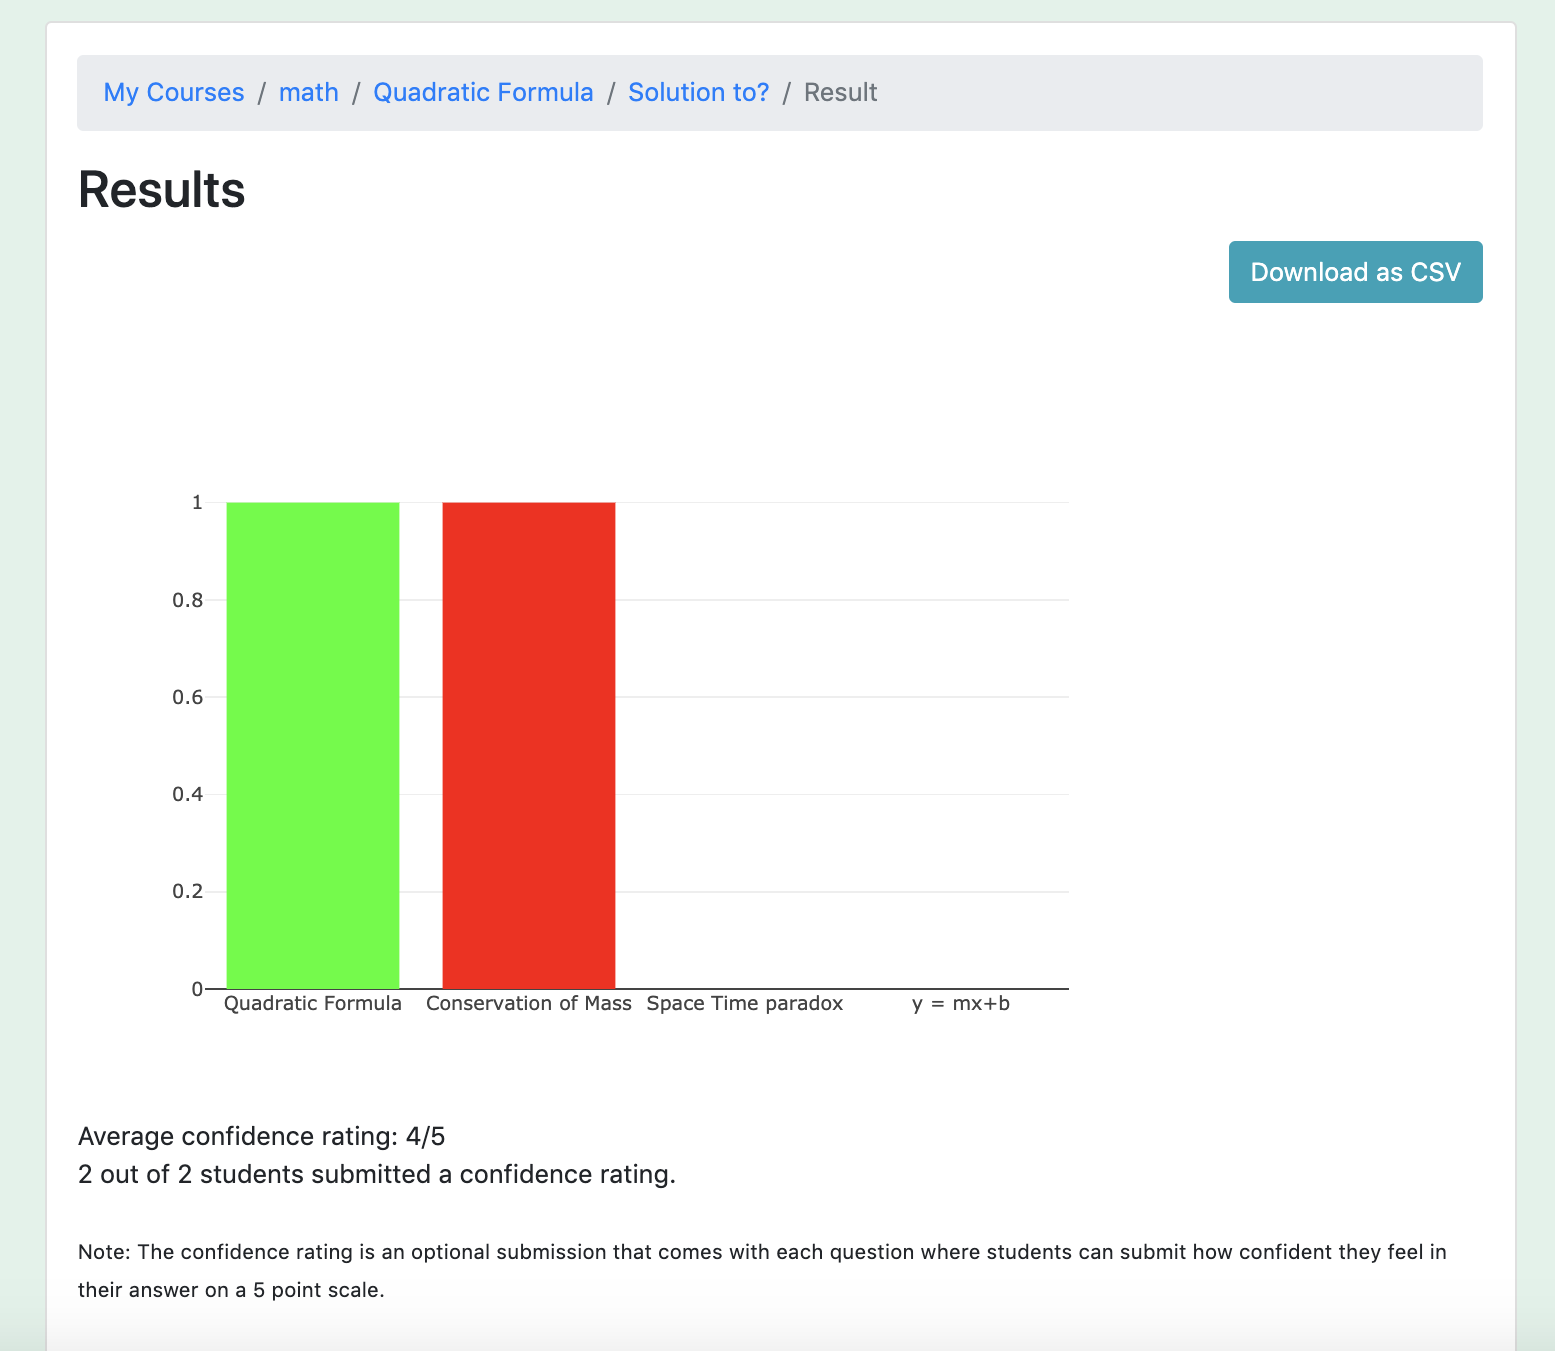 My Courses / math / Quadratic Formula / Solution to? / Result
Results
Download as CSV
1
0.8
0.6
0.4
0.2
0
Quadratic Formula Conservation of Mass Space Time paradox y = mx+b
Average confidence rating: 4/5
2 out of 2 students submitted a confidence rating.
Note: The confidence rating is an optional submission that comes with each question where students can submit how confident they feel in
their answer on a 5 point scale.